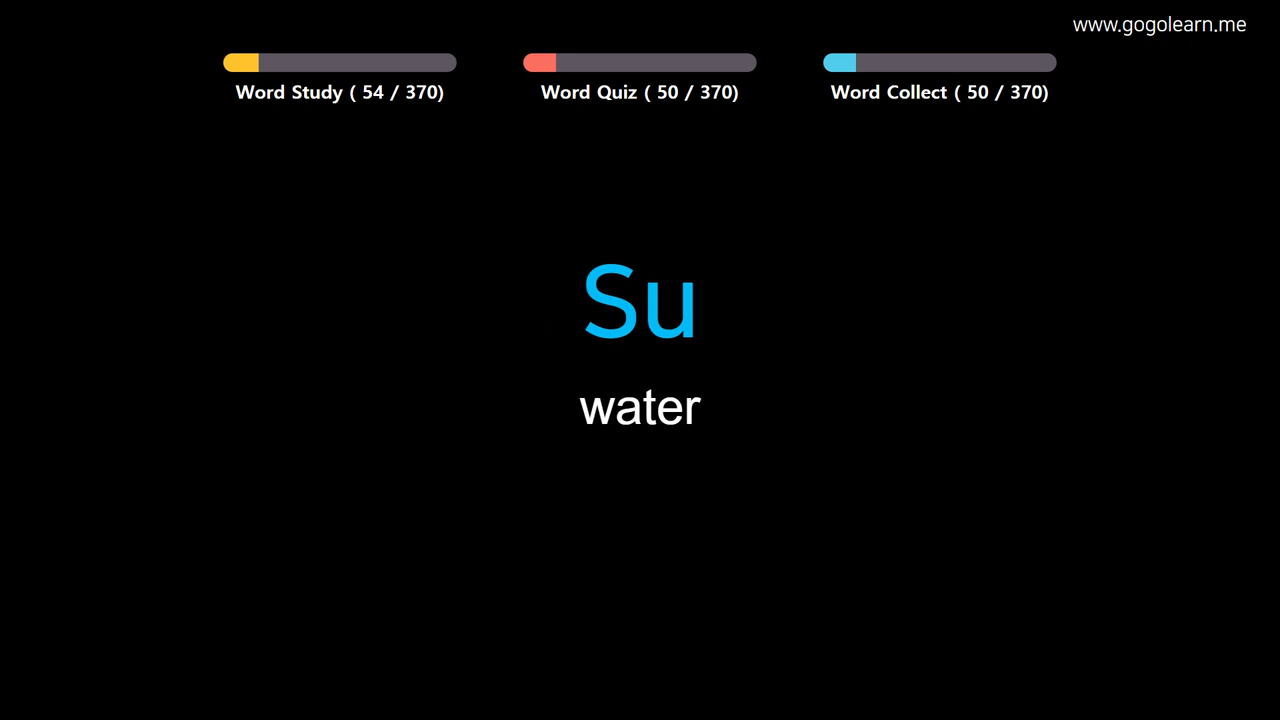 www.gogolearn.me
Word Study ( 54 / 370)
Word Quiz ( 50 / 370)
Word Collect ( 50 / 370)
Su
water